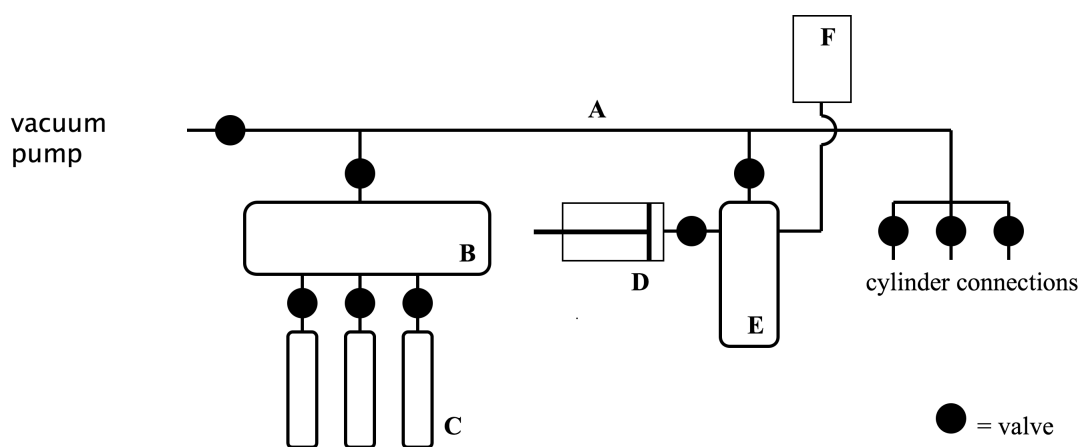 F
A
vacuum
pump
B
D
cylinder connections
E
C
= valve